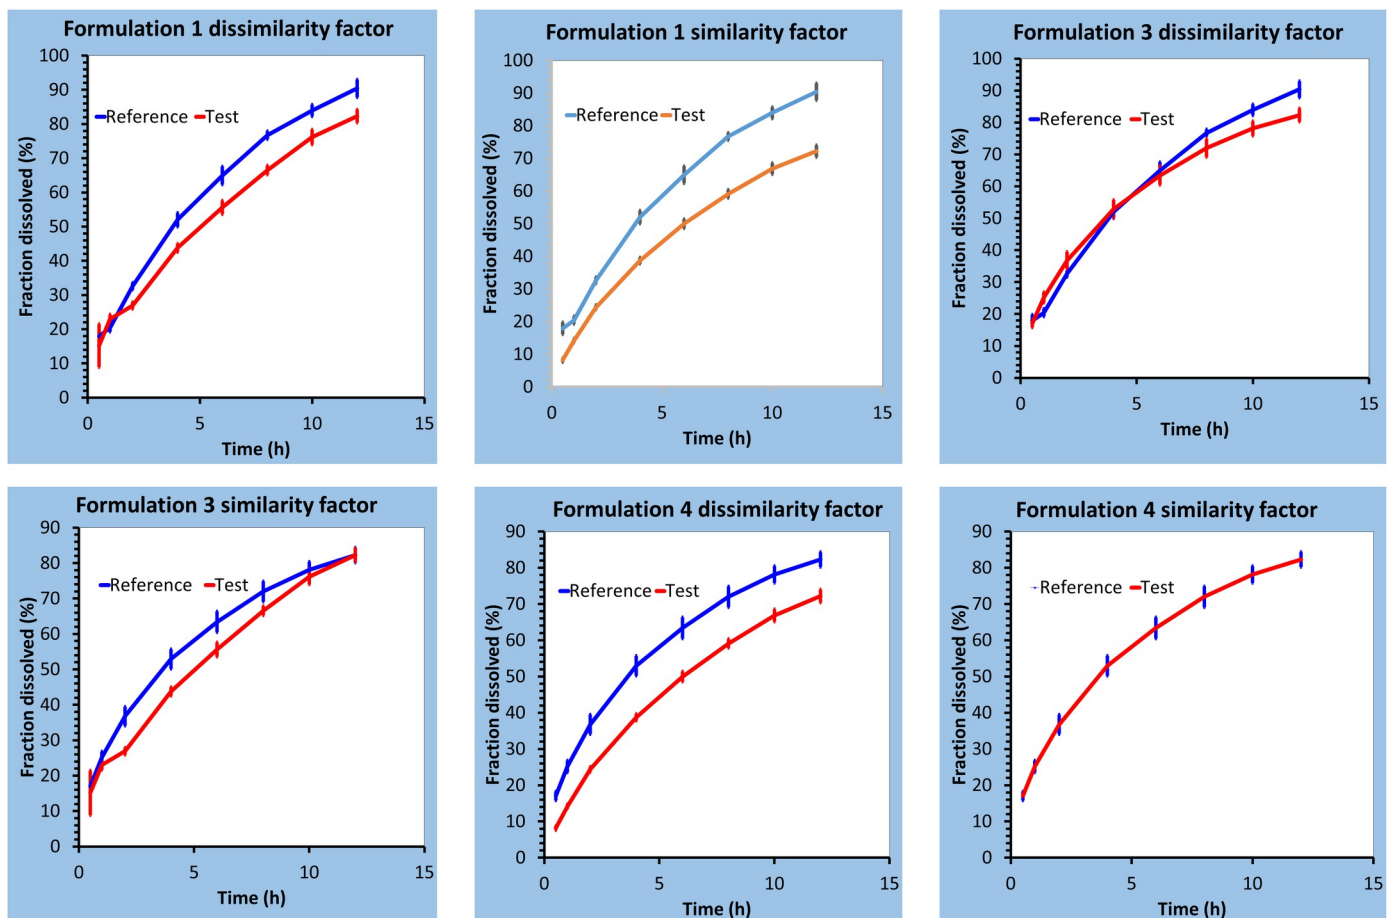 Formulation 1 dissimilarity factor
Fraction dissolved (%)
100
90
80
70
60
50
40
30
20
10
0
Reference Test
0 5 10 15
Time (h)
Formulation 1 similarity factor
Fraction dissolved (%)
100
90
80
70
60
50
40
30
20
10
0
Reference Test
0 5 10 15
Time (h)
Formulation 3 dissimilarity factor
Fraction dissolved (%)
100
90
80
70
60
50
40
30
20
10
0
Reference Test
0 5 10 15
Time (h)
Formulation 3 similarity factor
Fraction dissolved (%)
90
80
70
60
50
40
30
20
10
0
Reference Test
0 5 10 15
Time (h)
Formulation 4 dissimilarity factor
Fraction dissolved (%)
90
80
70
60
50
40
30
20
10
0
Reference Test
0 5 10 15
Time (h)
Formulation 4 similarity factor
Fraction dissolved (%)
90
80
70
60
50
40
30
20
10
0
Reference Test
0 5 10 15
Time (h)